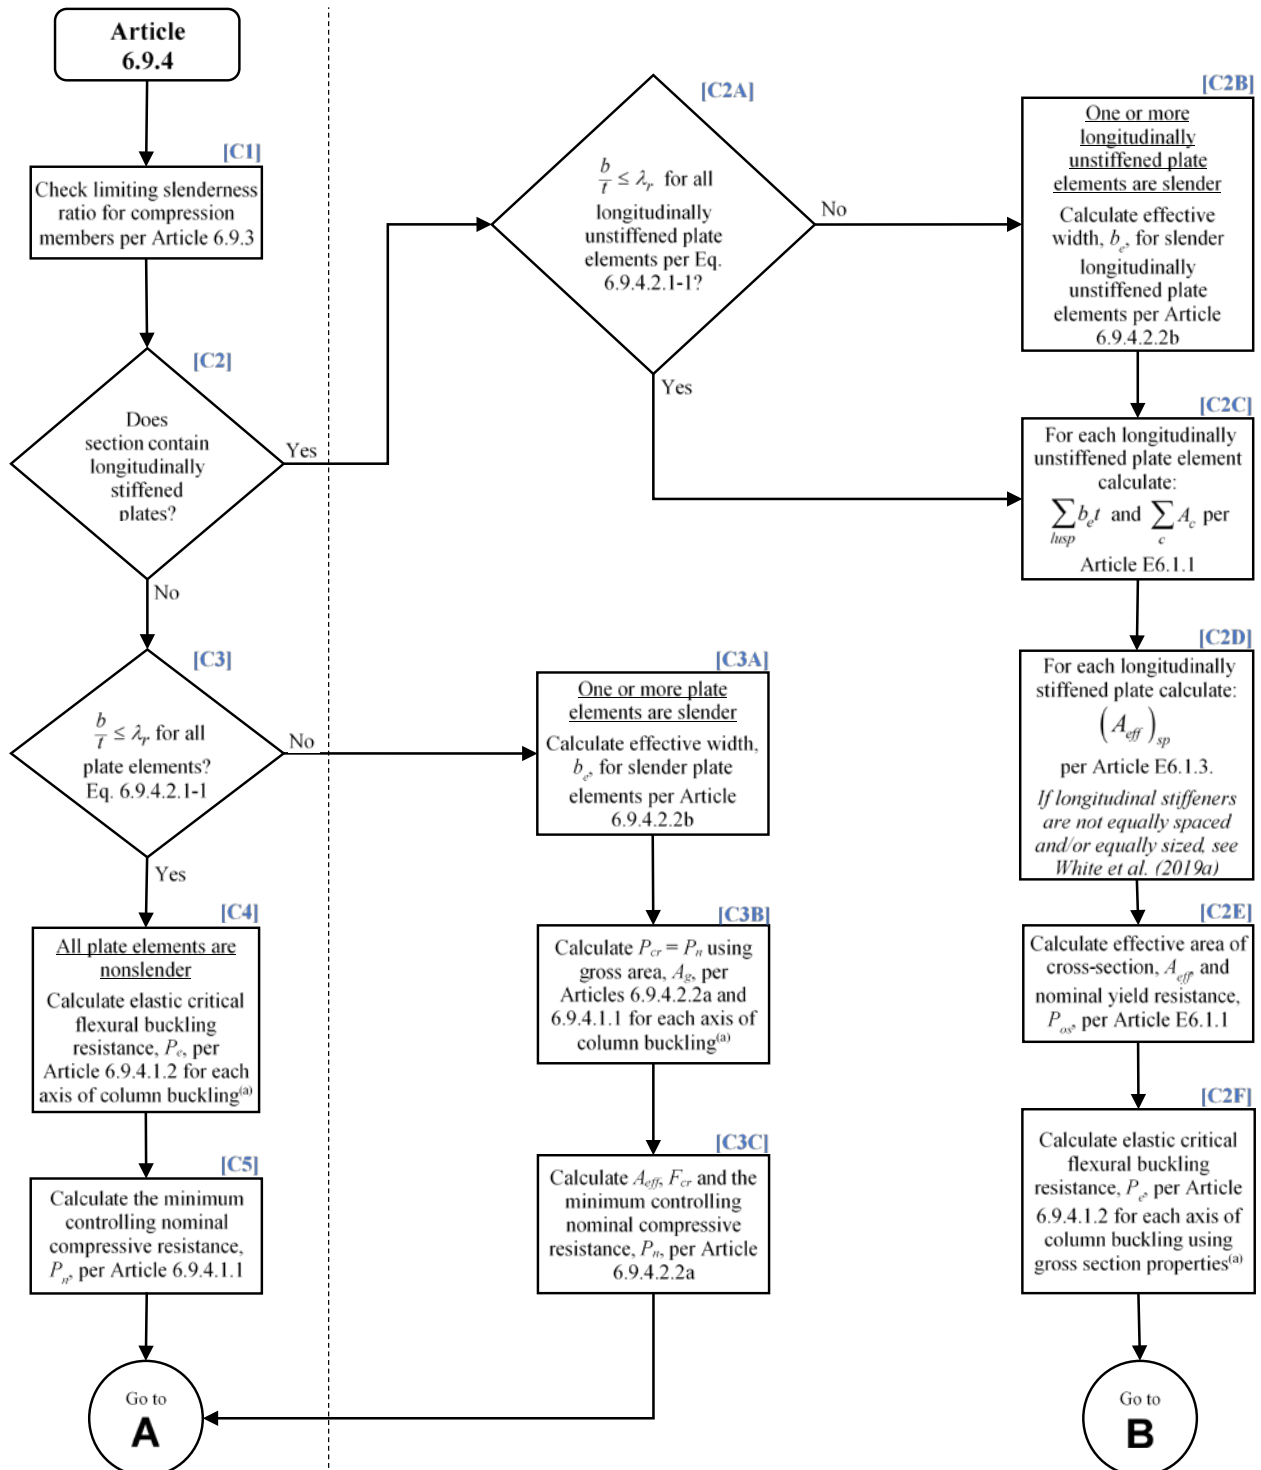 Article
6.9.4
[C1]
Check limiting slenderness
ratio for compression
members per Article 6.9.3
[C2]
Does
section contain
longitudinally
stiffened
plates?
Yes
No
[C3]
b/t ≤ λr for all
plate elements?
Eq. 6.9.4.2.1-1
No
Yes
[C4]
All plate elements are
nonslender
Calculate elastic critical
flexural buckling
resistance, Pe, per
Article 6.9.4.1.2 for each
axis of column buckling(a)
[C5]
Calculate the minimum
controlling nominal
compressive resistance,
Pn, per Article 6.9.4.1.1
Go to
A
[C3A]
One or more plate
elements are slender
Calculate effective width,
be, for slender plate
elements per Article
6.9.4.2.2b
[C3B]
Calculate Pcr = Pn using
gross area, Ag, per
Articles 6.9.4.2.2a and
6.9.4.1.1 for each axis of
column buckling(a)
[C3C]
Calculate Aeff, Fcr and the
minimum controlling
nominal compressive
resistance, Pn, per Article
6.9.4.2.2a
[C2A]
b/t ≤ λr for all
longitudinally
unstiffened plate
elements per Eq.
6.9.4.2.1-1?
No
Yes
[C2B]
One or more
longitudinally
unstiffened plate
elements are slender
Calculate effective
width, be, for slender
longitudinally
unstiffened plate
elements per Article
6.9.4.2.2b
[C2C]
For each longitudinally
unstiffened plate element
calculate:
∑lusp bet and ∑c Ac per
Article E6.1.1
[C2D]
For each longitudinally
stiffened plate calculate:
(Aeff)sp
per Article E6.1.3.
If longitudinal stiffeners
are not equally spaced
and/or equally sized, see
White et al. (2019a)
[C2E]
Calculate effective area of
cross-section, Aeff, and
nominal yield resistance,
Pos, per Article E6.1.1
[C2F]
Calculate elastic critical
flexural buckling
resistance, Pe, per Article
6.9.4.1.2 for each axis of
column buckling using
gross section properties(a)
Go to
B